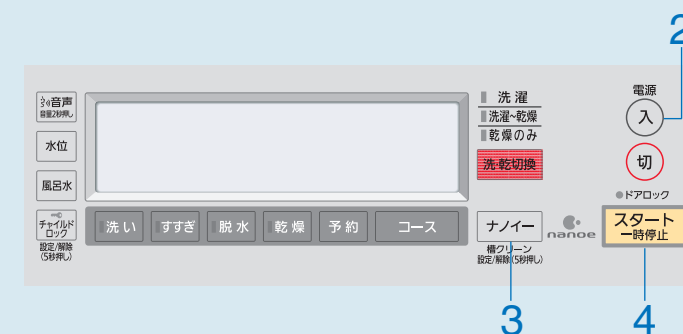 2
音声
音量2秒押し
水位
風呂水
チャイルド
ロック
設定/解除
(5秒押し)
洗い
すすぎ
脱水
乾燥
予約
コース
洗濯
洗濯~乾燥
乾燥のみ
洗・乾切換
ナノイー
槽クリーン
設定/解除(5秒押し)
nanoe
電源
入
切
ドアロック
スタート
一時停止
3
4